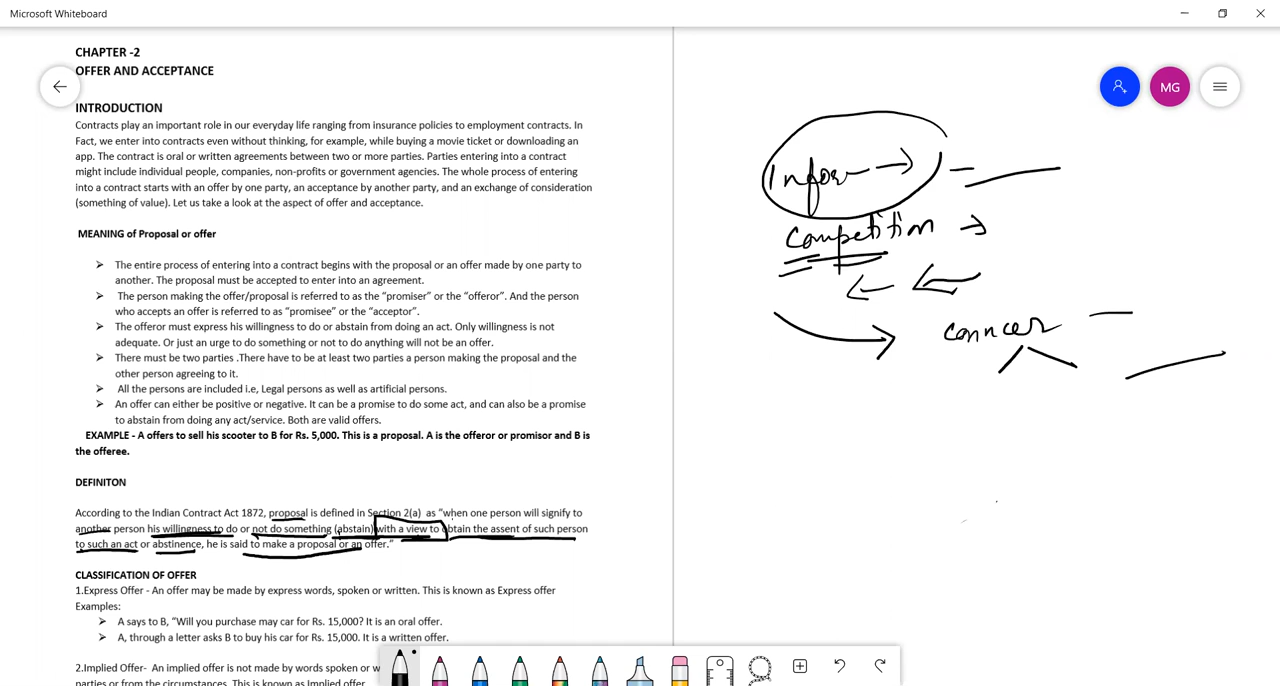 Microsoft Whiteboard
CHAPTER -2
OFFER AND ACCEPTANCE
INTRODUCTION
Contracts play an important role in our everyday life ranging from insurance policies to employment contracts. In
Fact, we enter into contracts even without thinking, for example, while buying a movie ticket or downloading an
app. The contract is oral or written agreements between two or more parties. Parties entering into a contract
might include individual people, companies, non-profits or government agencies. The whole process of entering
into a contract starts with an offer by one party, an acceptance by another party, and an exchange of consideration
(something of value). Let us take a look at the aspect of offer and acceptance.
MEANING of Proposal or offer
➢ The entire process of entering into a contract begins with the proposal or an offer made by one party to
another. The proposal must be accepted to enter into an agreement.
➢ The person making the offer/proposal is referred to as the “promiser” or the “offeror”. And the person
who accepts an offer is referred to as “promisee” or the “acceptor”.
➢ The offeror must express his willingness to do or abstain from doing an act. Only willingness is not
adequate. Or just an urge to do something or not to do anything will not be an offer.
➢ There must be two parties .There have to be at least two parties a person making the proposal and the
other person agreeing to it.
➢ All the persons are included i.e, Legal persons as well as artificial persons.
➢ An offer can either be positive or negative. It can be a promise to do some act, and can also be a promise
to abstain from doing any act/service. Both are valid offers.
EXAMPLE - A offers to sell his scooter to B for Rs. 5,000. This is a proposal. A is the offeror or promisor and B is
the offeree.
DEFINITON
According to the Indian Contract Act 1872, proposal is defined in Section 2(a) as “when one person will signify to
another person his willingness to do or not do something (abstain) with a view to obtain the assent of such person
to such an act or abstinence, he is said to make a proposal or an offer.”
CLASSIFICATION OF OFFER
1.Express Offer - An offer may be made by express words, spoken or written. This is known as Express offer
Examples:
➢ A says to B, “Will you purchase may car for Rs. 15,000? It is an oral offer.
➢ A, through a letter asks B to buy his car for Rs. 15,000. It is a written offer.
2.Implied Offer- An implied offer is not made by words spoken or w
parties or from the circumstances. This is known as Implied offer
MG
Infor →
Competition →